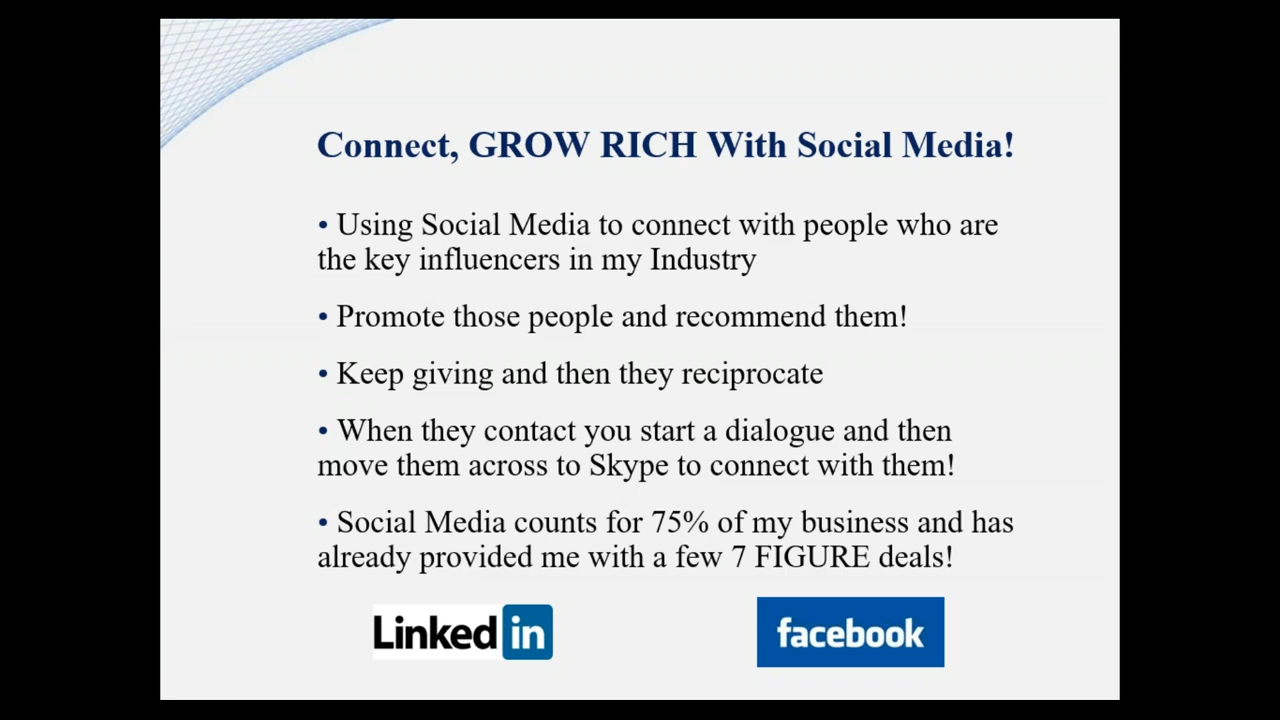 Connect, GROW RICH With Social Media!
• Using Social Media to connect with people who are
the key influencers in my Industry
• Promote those people and recommend them!
• Keep giving and then they reciprocate
• When they contact you start a dialogue and then
move them across to Skype to connect with them!
• Social Media counts for 75% of my business and has
already provided me with a few 7 FIGURE deals!
Linked in
facebook